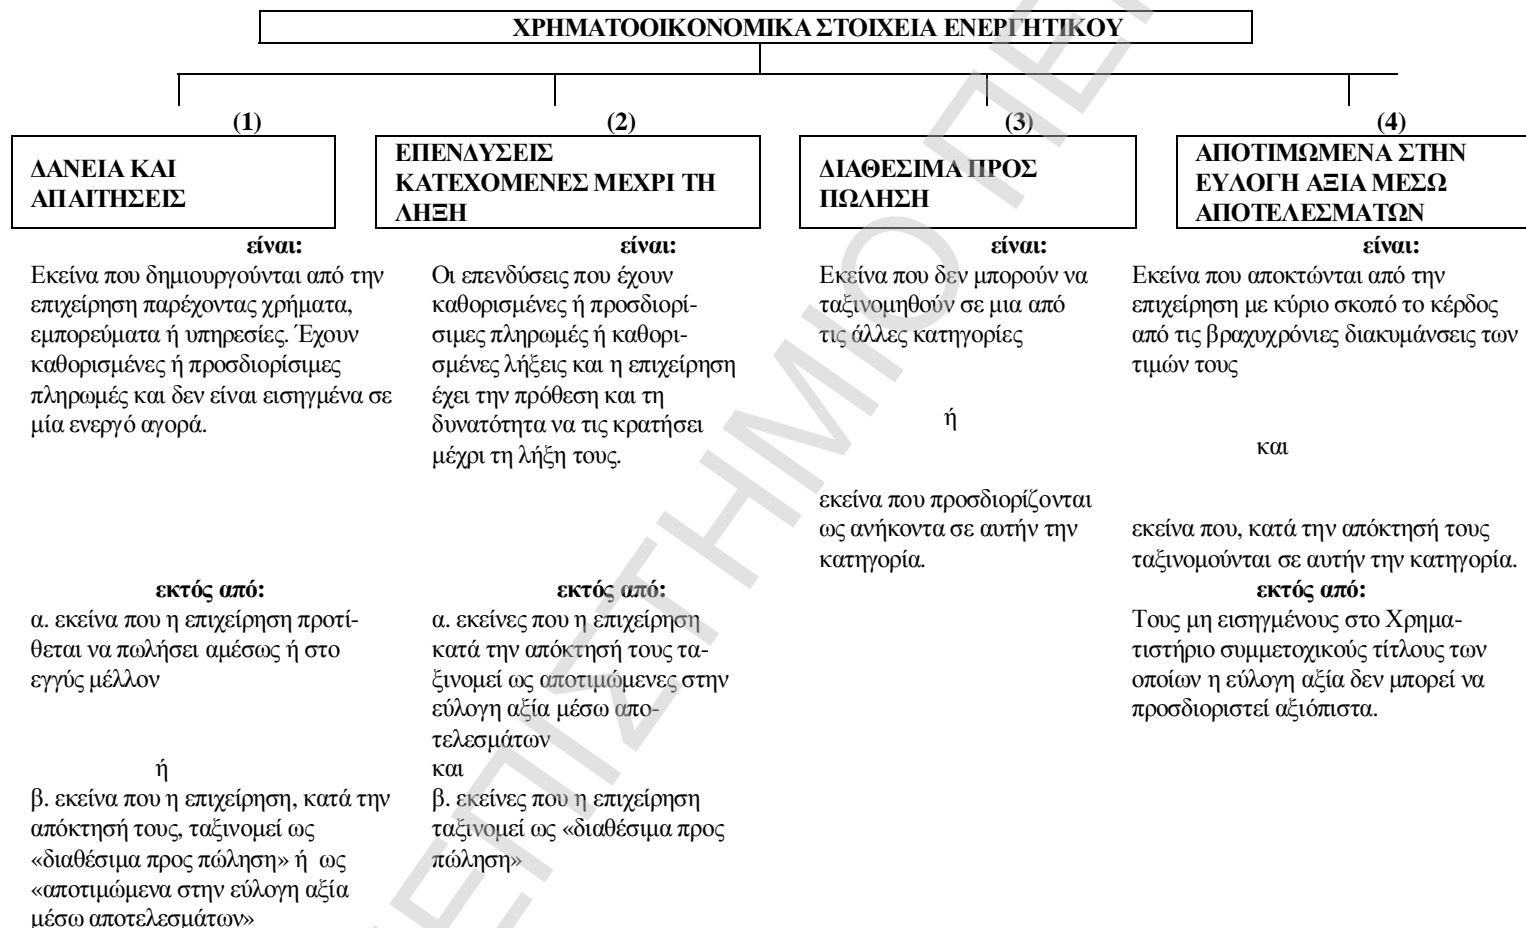 ΧΡΗΜΑΤΟΟΙΚΟΝΟΜΙΚΑ ΣΤΟΙΧΕΙΑ ΕΝΕΡΓΗΤΙΚΟΥ
(1)
ΔΑΝΕΙΑ ΚΑΙ
ΑΠΑΙΤΗΣΕΙΣ
είναι:
Εκείνα που δημιουργούνται από την
επιχείρηση παρέχοντας χρήματα,
εμπορεύματα ή υπηρεσίες. Έχουν
καθορισμένες ή προσδιορίσιμες
πληρωμές και δεν είναι εισηγμένα σε
μία ενεργό αγορά.
εκτός από:
α. εκείνα που η επιχείρηση προτί-
θεται να πωλήσει αμέσως ή στο
εγγύς μέλλον
ή
β. εκείνα που η επιχείρηση, κατά την
απόκτησή τους, ταξινομεί ως
«διαθέσιμα προς πώληση» ή ως
«αποτιμώμενα στην εύλογη αξία
μέσω αποτελεσμάτων»
(2)
ΕΠΕΝΔΥΣΕΙΣ
ΚΑΤΕΧΟΜΕΝΕΣ ΜΕΧΡΙ ΤΗ
ΛΗΞΗ
είναι:
Οι επενδύσεις που έχουν
καθορισμένες ή προσδιορί-
σιμες πληρωμές ή καθορι-
σμένες λήξεις και η επιχείρηση
έχει την πρόθεση και τη
δυνατότητα να τις κρατήσει
μέχρι τη λήξη τους.
εκτός από:
α. εκείνες που η επιχείρηση
κατά την απόκτησή τους τα-
ξινομεί ως αποτιμώμενες στην
εύλογη αξία μέσω απο-
τελεσμάτων
και
β. εκείνες που η επιχείρηση
ταξινομεί ως «διαθέσιμα προς
πώληση»
(3)
ΔΙΑΘΕΣΙΜΑ ΠΡΟΣ
ΠΩΛΗΣΗ
είναι:
Εκείνα που δεν μπορούν να
ταξινομηθούν σε μια από
τις άλλες κατηγορίες
ή
εκείνα που προσδιορίζονται
ως ανήκοντα σε αυτήν την
κατηγορία.
(4)
ΑΠΟΤΙΜΩΜΕΝΑ ΣΤΗΝ
ΕΥΛΟΓΗ ΑΞΙΑ ΜΕΣΩ
ΑΠΟΤΕΛΕΣΜΑΤΩΝ
είναι:
Εκείνα που αποκτώνται από την
επιχείρηση με κύριο σκοπό το κέρδος
από τις βραχυχρόνιες διακυμάνσεις των
τιμών τους
και
εκείνα που, κατά την απόκτησή τους
ταξινομούνται σε αυτήν την κατηγορία.
εκτός από:
Τους μη εισηγμένους στο Χρημα-
τιστήριο συμμετοχικούς τίτλους των
οποίων η εύλογη αξία δεν μπορεί να
προσδιοριστεί αξιόπιστα.